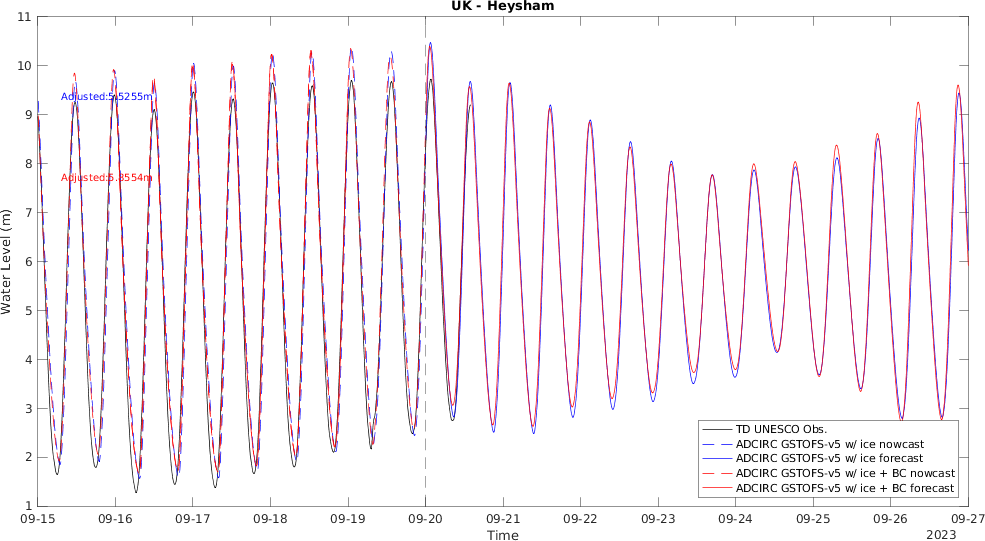 UK - Heysham
11
10
9
8
7
6
5
4
3
2
1
Water Level (m)
Adjusted:5.5255m
Adjusted:5.3554m
TD UNESCO Obs.
ADCIRC GSTOFS-v5 w/ ice nowcast
ADCIRC GSTOFS-v5 w/ ice forecast
ADCIRC GSTOFS-v5 w/ ice + BC nowcast
ADCIRC GSTOFS-v5 w/ ice + BC forecast
09-15 09-16 09-17 09-18 09-19 09-20 09-21 09-22 09-23 09-24 09-25 09-26 09-27
Time
2023